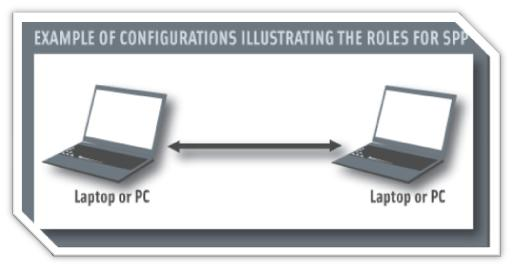 EXAMPLE OF CONFIGURATIONS ILLUSTRATING THE ROLES FOR SPP
Laptop or PC
Laptop or PC